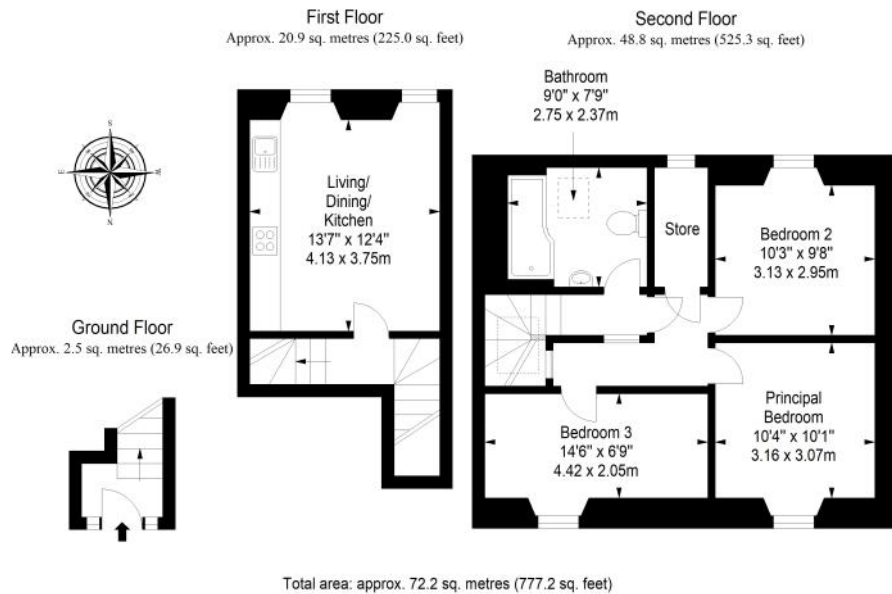 First Floor
Approx. 20.9 sq. metres (225.0 sq. feet)
Second Floor
Approx. 48.8 sq. metres (525.3 sq. feet)
Bathroom
9'0" x 7'9"
2.75 x 2.37m
S
E
W
N
Living/
Dining/
Kitchen
13'7" x 12'4"
4.13 x 3.75m
Store
Bedroom 2
10'3" x 9'8"
3.13 x 2.95m
Ground Floor
Approx. 2.5 sq. metres (26.9 sq. feet)
Principal
Bedroom
10'4" x 10'1"
3.16 x 3.07m
Bedroom 3
14'6" x 6'9"
4.42 x 2.05m
Total area: approx. 72.2 sq. metres (777.2 sq. feet)